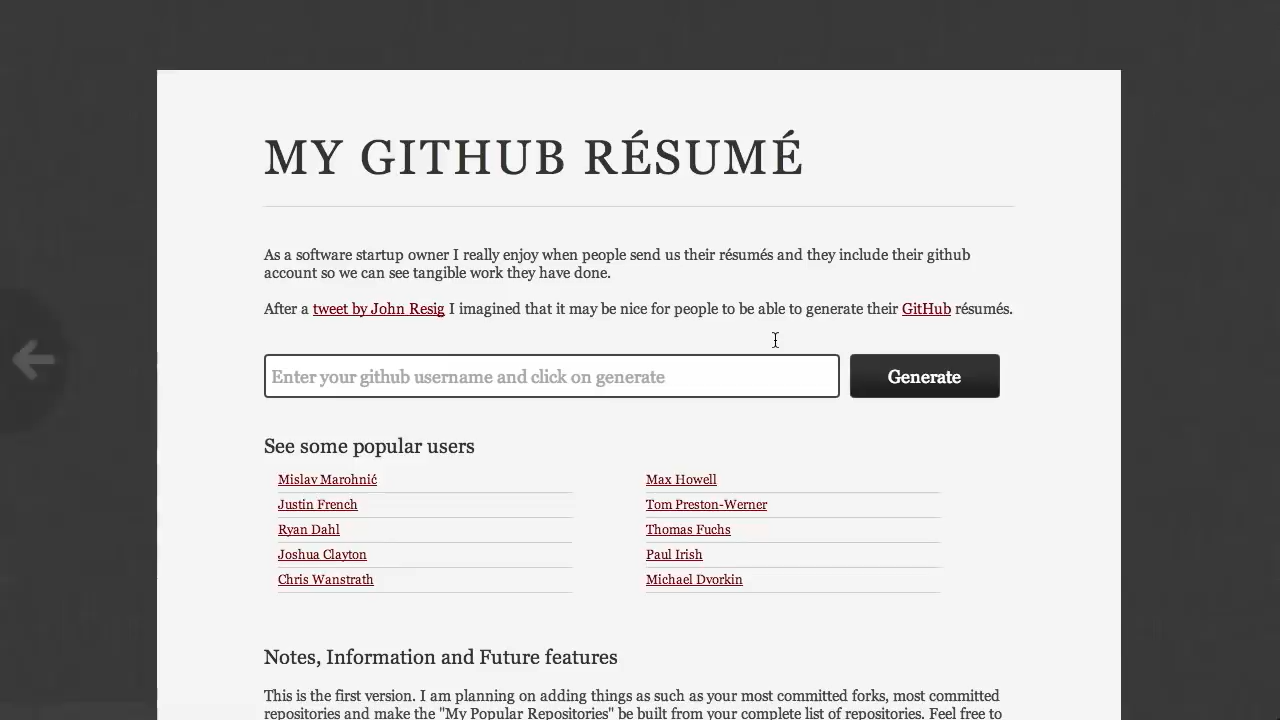 MY GITHUB RÉSUMÉ
As a software startup owner I really enjoy when people send us their résumés and they include their github
account so we can see tangible work they have done.
After a tweet by John Resig I imagined that it may be nice for people to be able to generate their GitHub résumés.
Enter your github username and click on generate
Generate
See some popular users
Mislav Marohnić
Max Howell
Justin French
Tom Preston-Werner
Ryan Dahl
Thomas Fuchs
Joshua Clayton
Paul Irish
Chris Wanstrath
Michael Dvorkin
Notes, Information and Future features
This is the first version. I am planning on adding things as such as your most committed forks, most committed
repositories and make the "My Popular Repositories" be built from your complete list of repositories. Feel free to